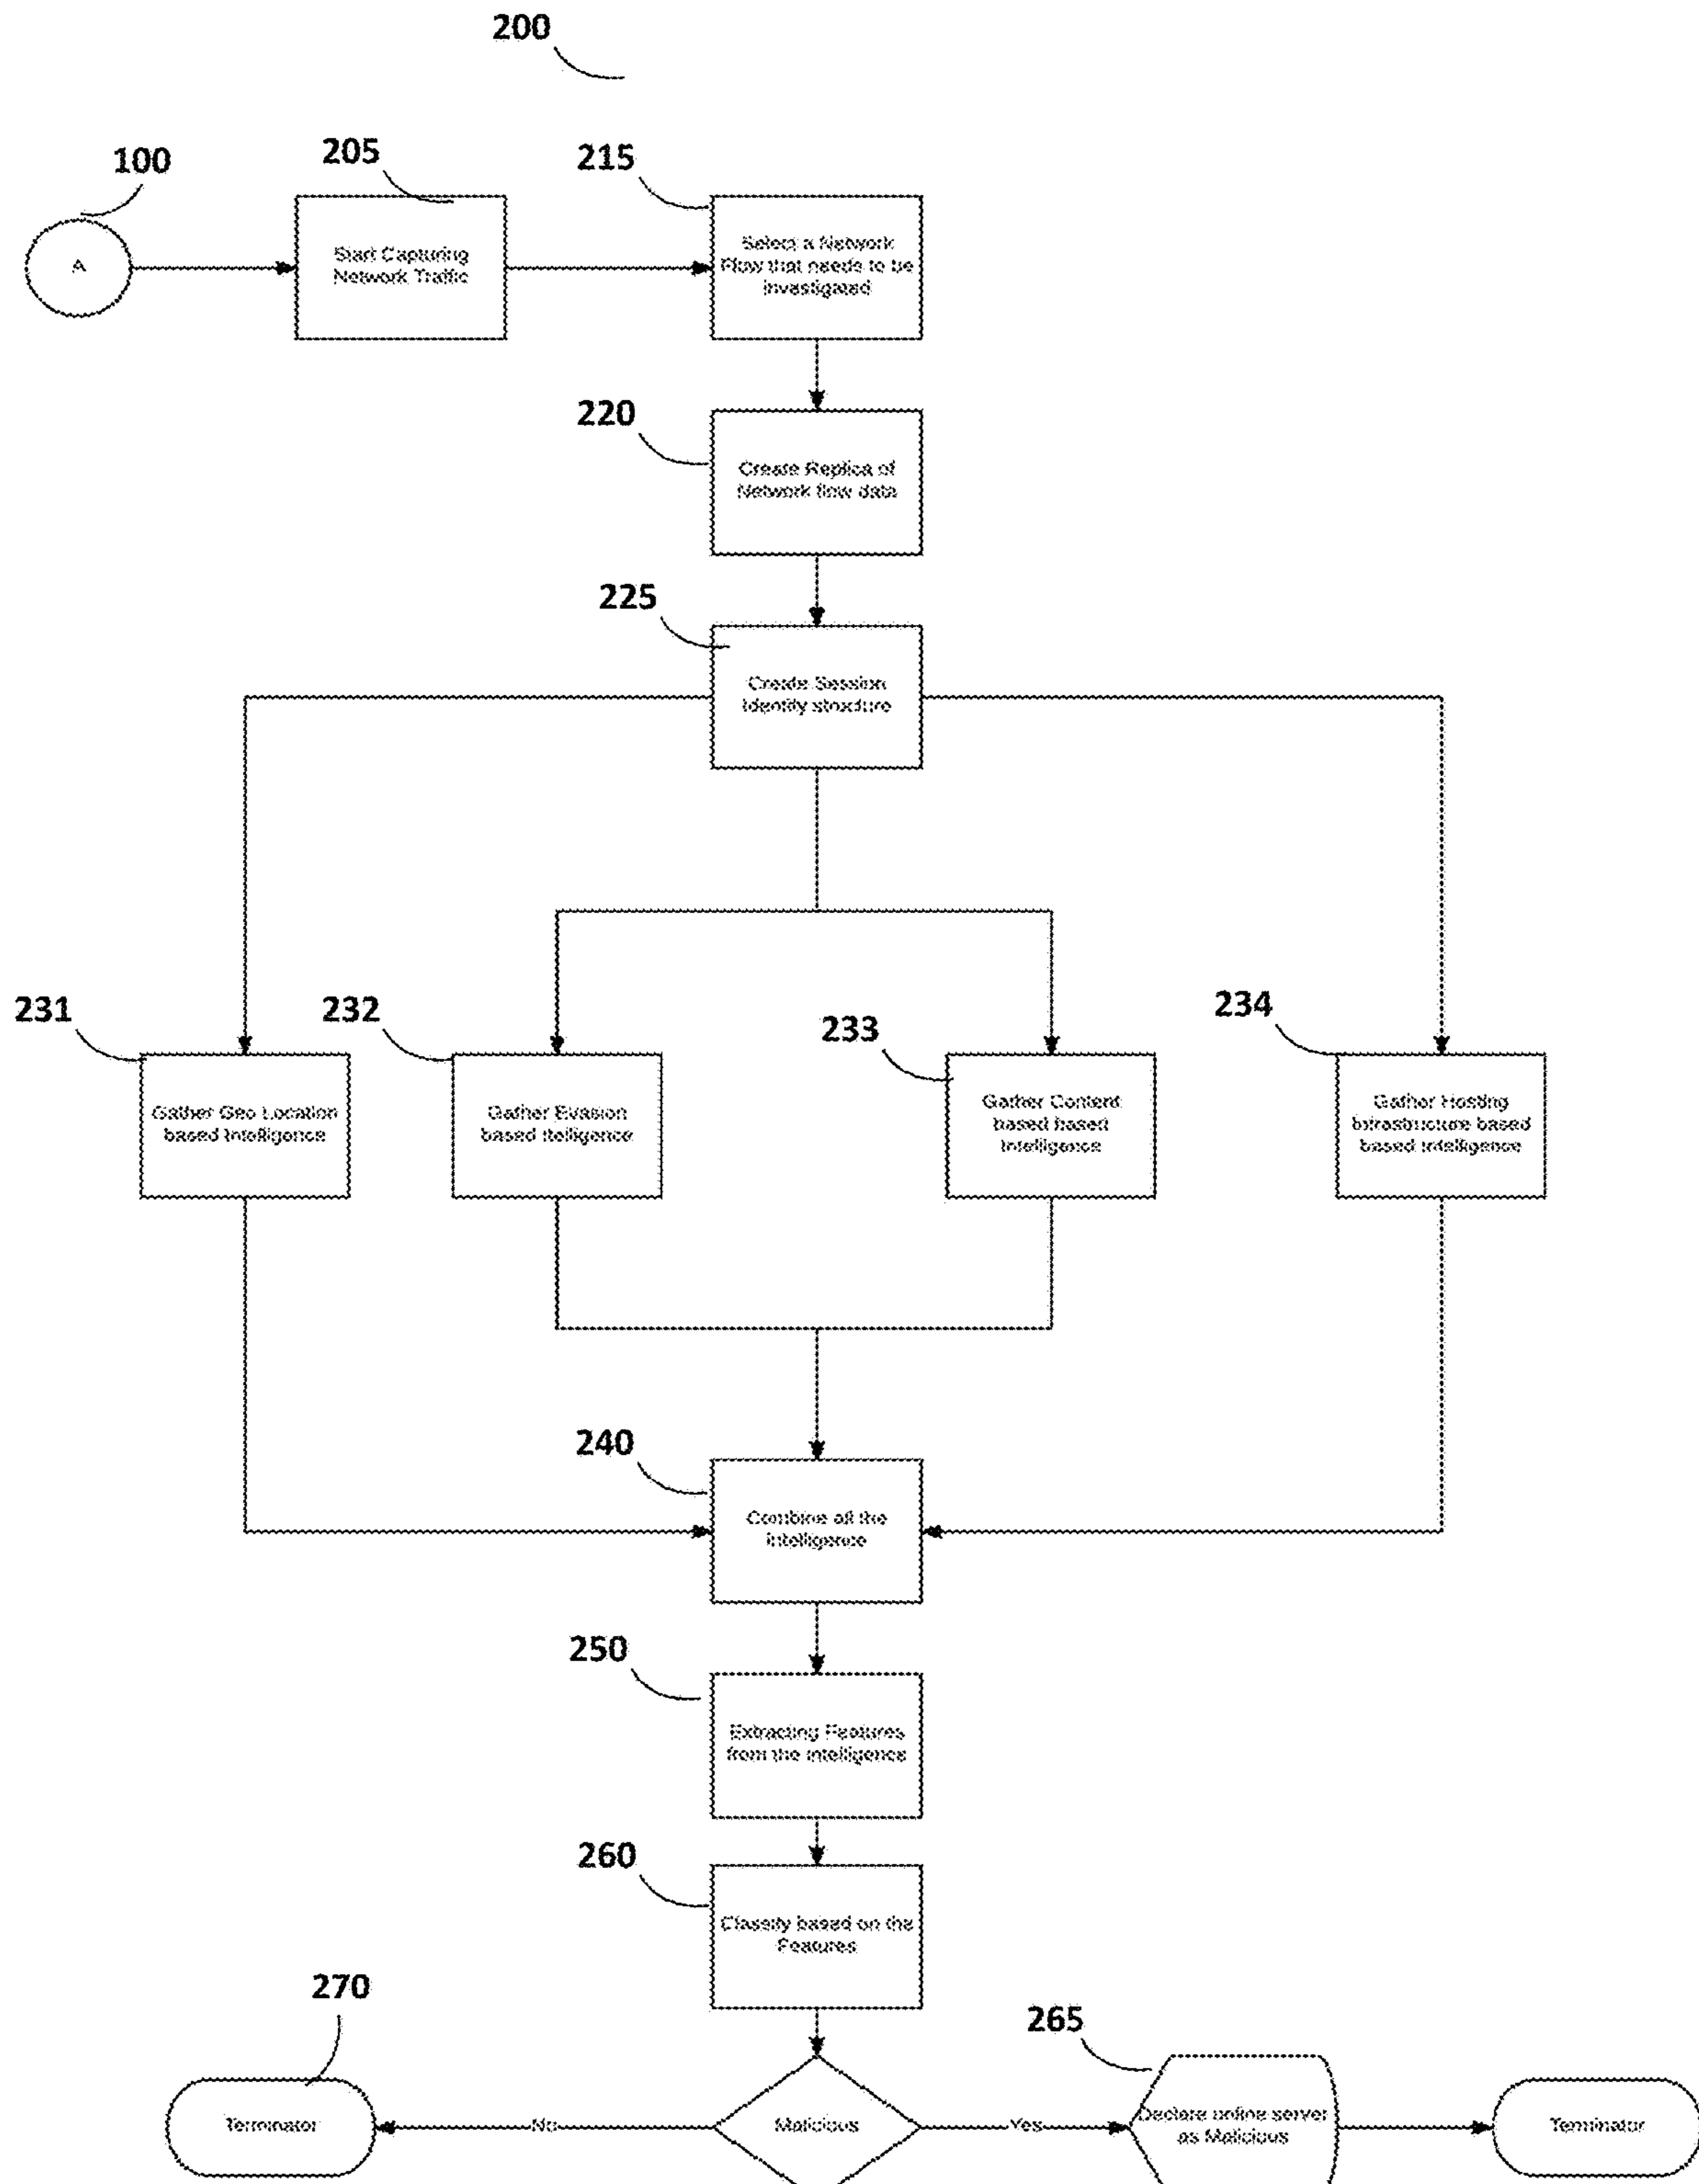 200
100
205
215
A
Start Capturing
Network Traffic
Select a Network
Flow that needs to be
investigated
220
Create Replica of
Network flow data
225
Create Session
Identity structure
231
232
233
234
Gather Geo Location
based Intelligence
Gather Evasion
based itelligence
Gather Content
based based
Intelligence
Gather Hosting
Infrastructure based
based Intelligence
240
Combine all the
intelligence
250
Extracting Features
from the intelligence
260
Classify based on the
Features
270
265
Terminator
No
Malicious
Yes
Declare online server
as Malicious
Terminator